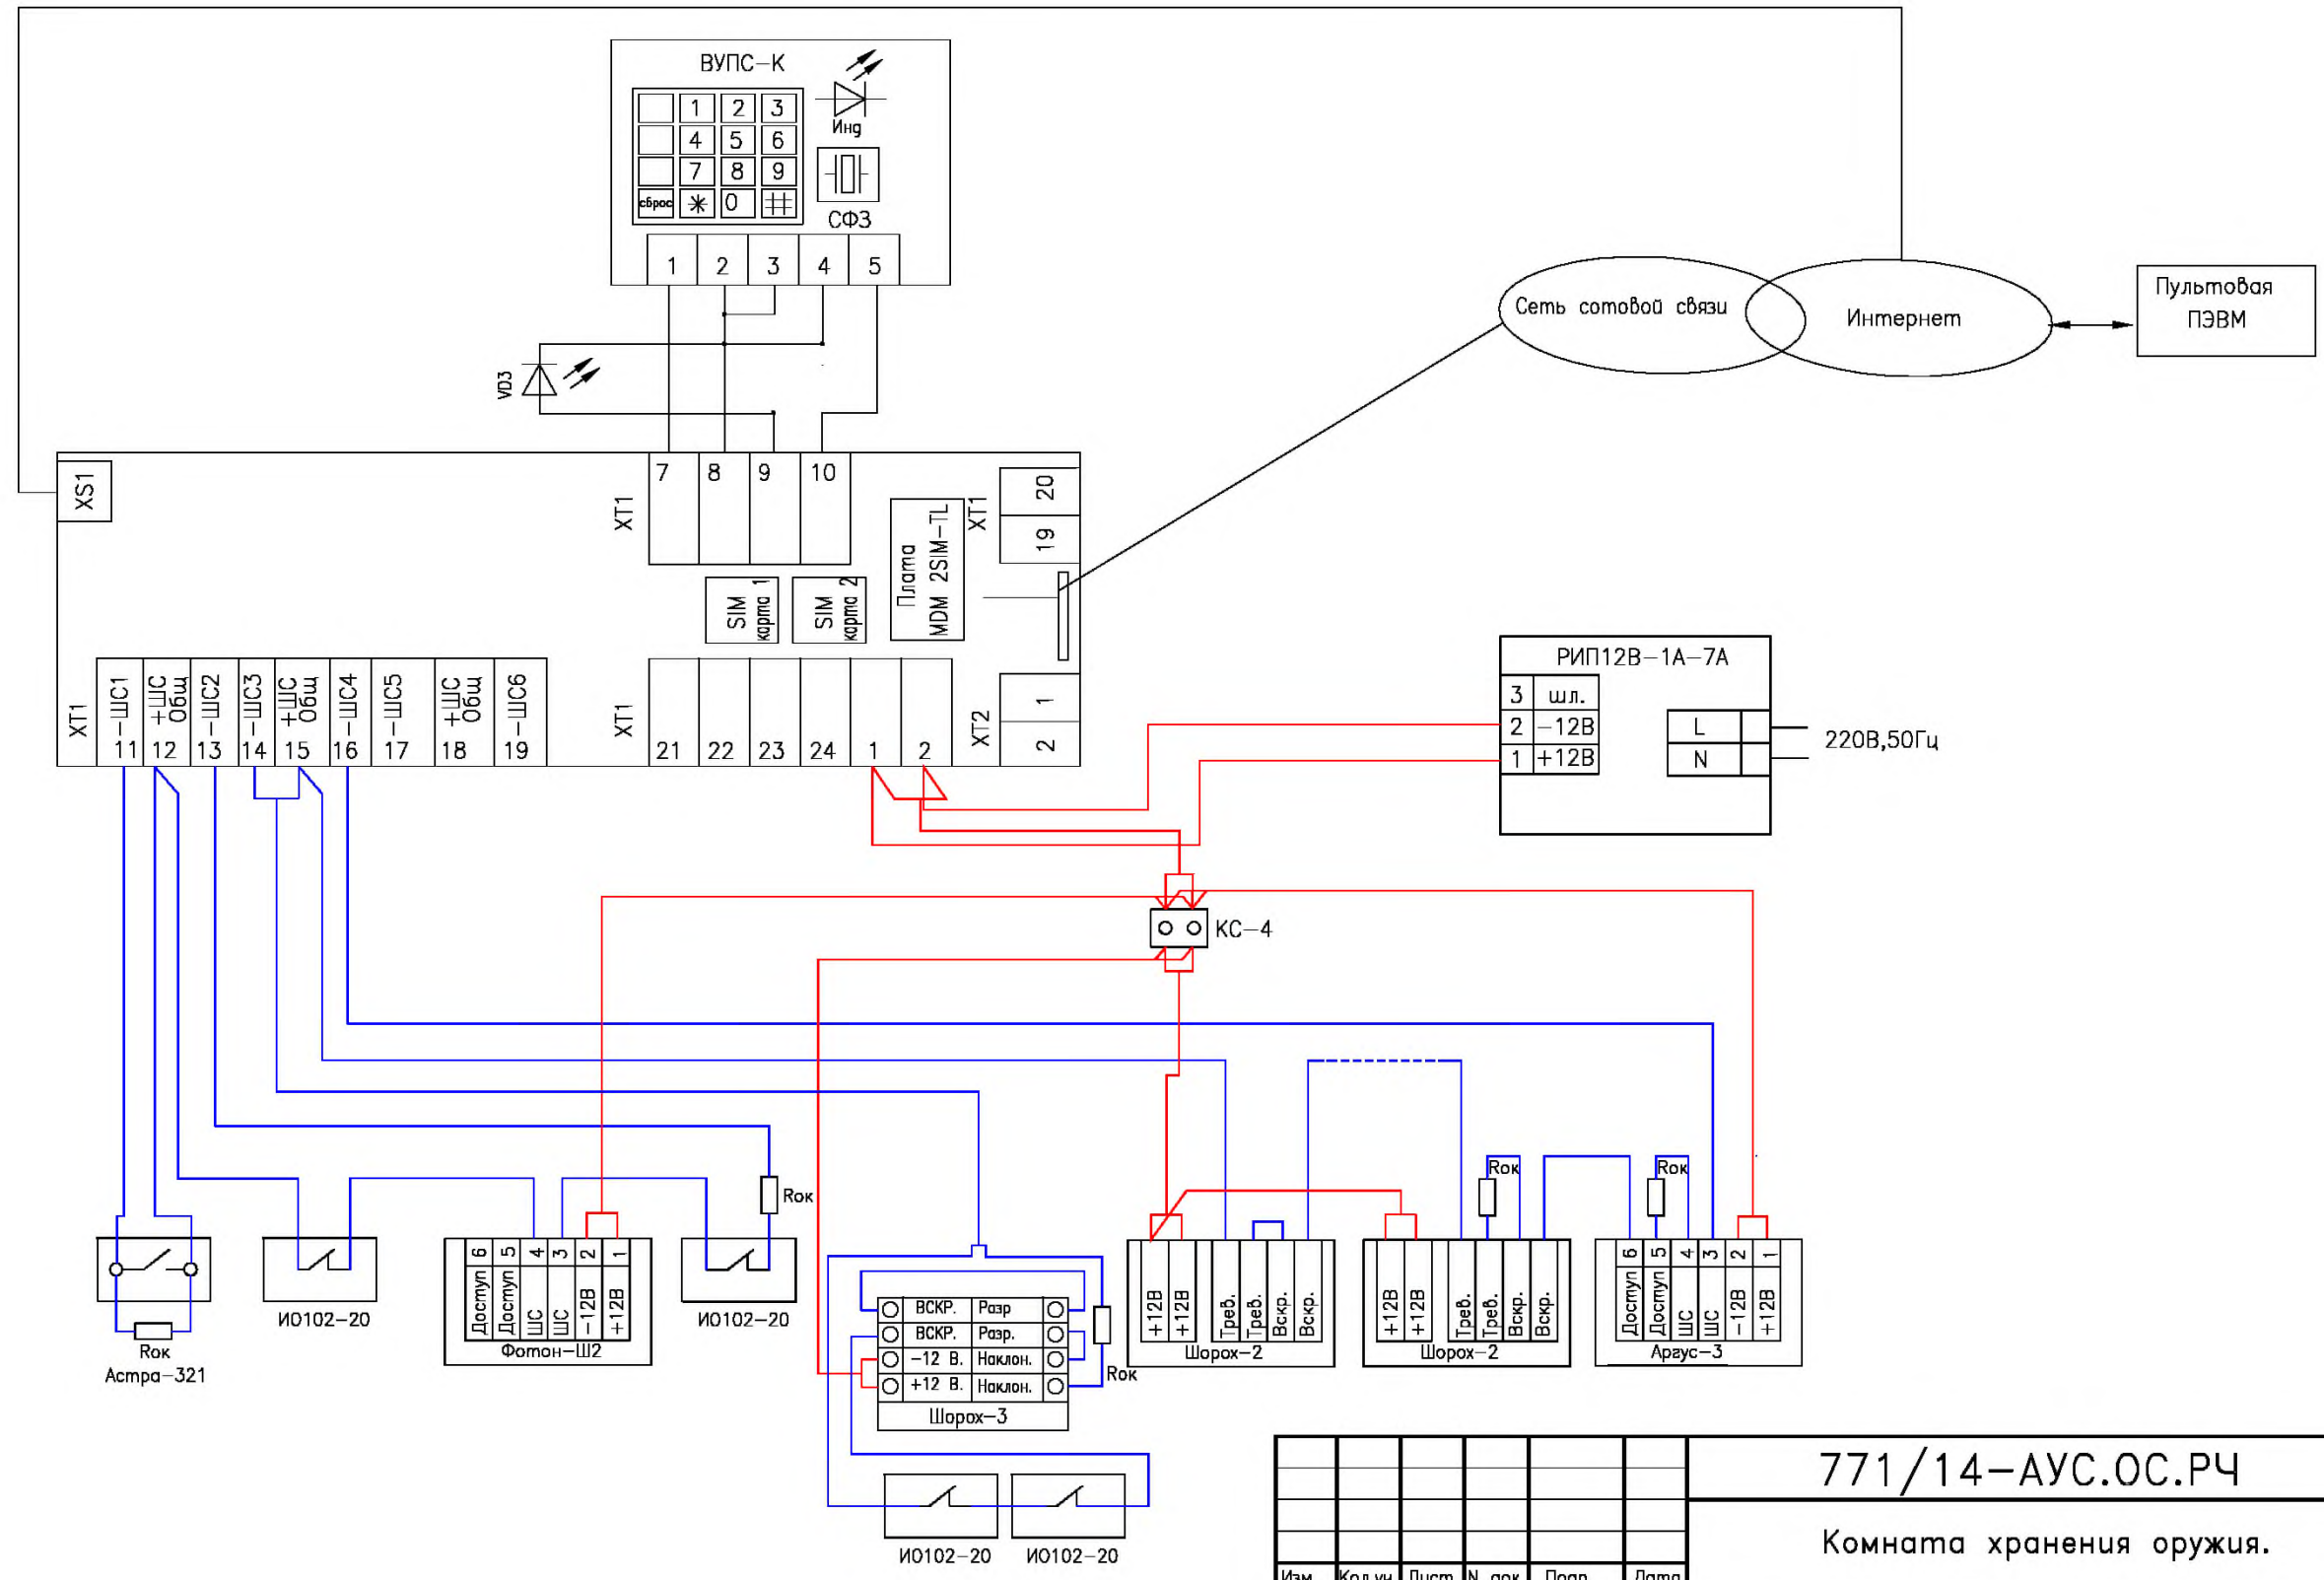 ВУПС-К
1 2 3
4 5 6
7 8 9
сброс * 0 #
Инд
СФЗ
1 2 3 4 5
VD3
Сеть сотовой связи
Интернет
Пультовая
ПЭВМ
XS1
XT1
7 8 9 10
SIM
карта 1
SIM
карта 2
Плата
MDM 2SIM-TL
XT1
20
19
XT1
-ШС1
11
+ШС
Общ
12
-ШС2
13
-ШС3
14
+ШС
Общ
15
-ШС4
16
-ШС5
17
+ШС
Общ
18
-ШС6
19
XT1
21 22 23 24 1 2
XT2
1
2
РИП12В-1А-7А
3 шл.
2 -12В
1 +12В
L
N
220В,50Гц
КС-4
Rок
Астра-321
ИО102-20
6 5 4 3 2 1
Доступ
Доступ
ШС
ШС
-12В
+12В
Фотон-Ш2
Rок
ИО102-20
ВСКР. Разр
ВСКР. Разр.
-12 В. Наклон.
+12 В. Наклон.
Шорох-3
Rок
ИО102-20
ИО102-20
+12В
+12В
Трев.
Трев.
Вскр.
Вскр.
Шорох-2
Rок
+12В
+12В
Трев.
Трев.
Вскр.
Вскр.
Шорох-2
Rок
6 5 4 3 2 1
Доступ
Доступ
ШС
ШС
-12В
+12В
Аргус-3
771/14-АУС.ОС.РЧ
Комната хранения оружия.
Изм. Кол.уч Лист N док Подп. Дата